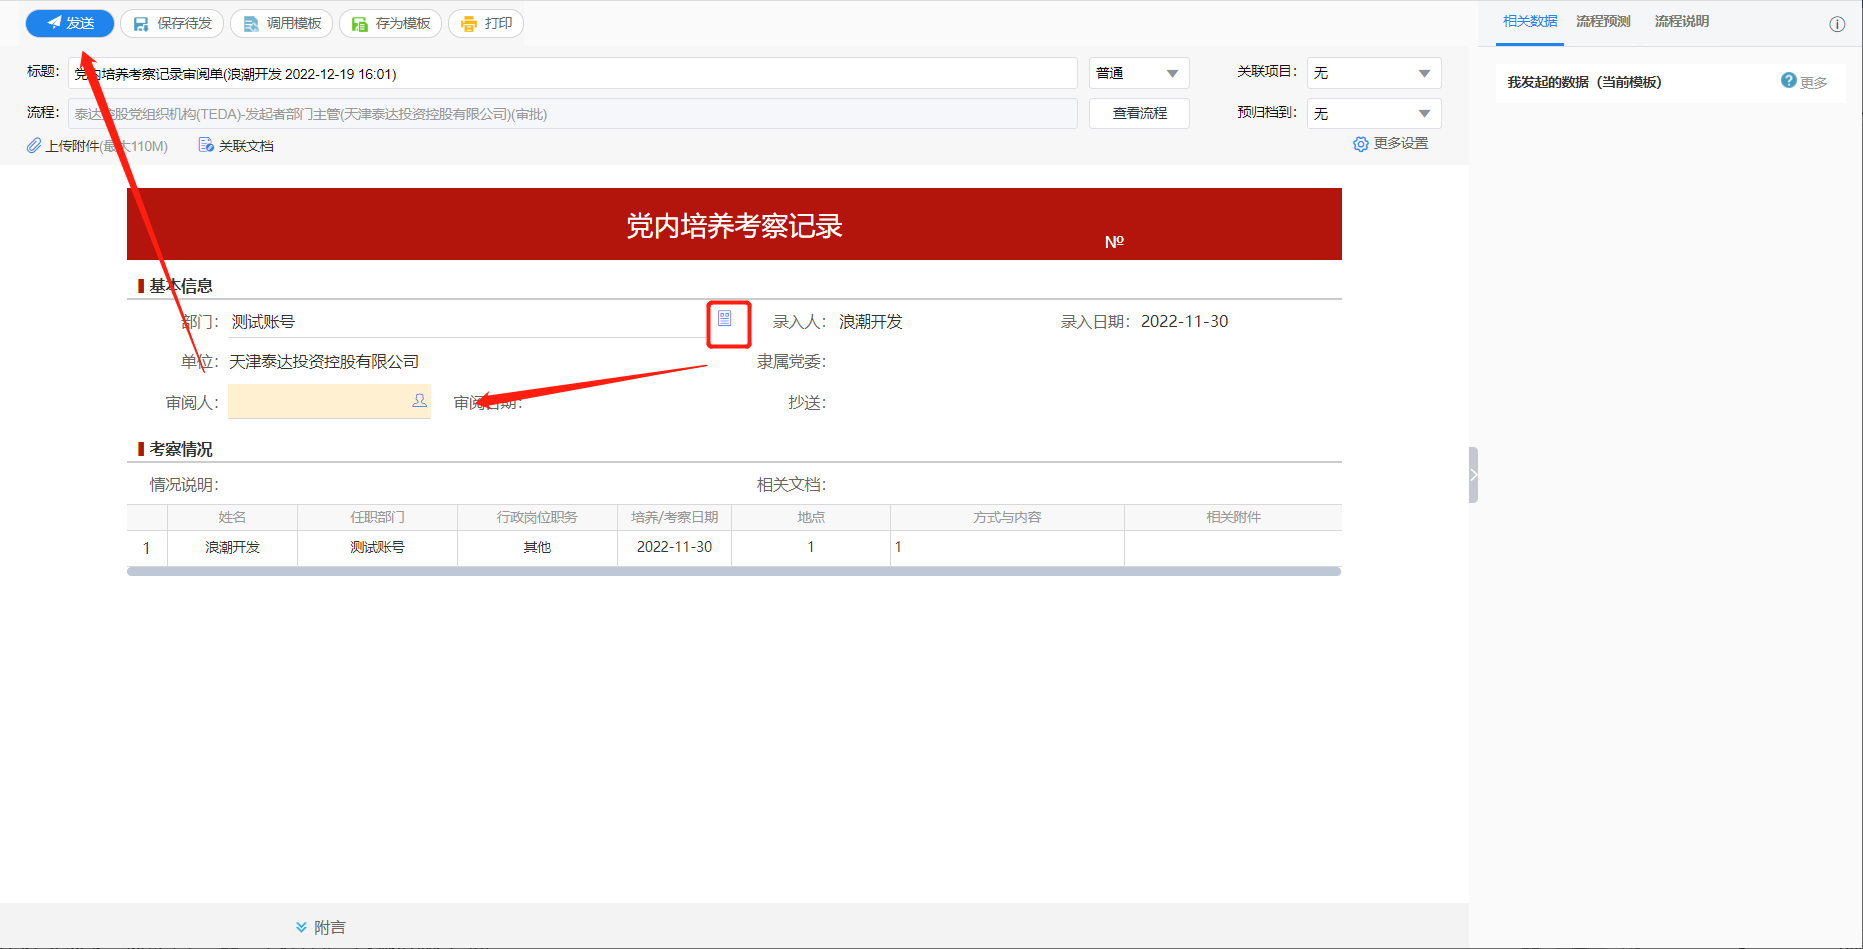 发送 保存待发 调用模板 存为模板 打印
相关数据 流程预测 流程说明
标题： 党内培养考察记录审阅单(浪潮开发 2022-12-19 16:01) 普通 关联项目： 无
我发起的数据（当前模板） 更多
流程： 泰达控股党组织机构(TEDA)-发起者部门主管(天津泰达投资控股有限公司)(审批) 查看流程 预归档到： 无
上传附件(最大110M) 关联文档 更多设置
党内培养考察记录 №
基本信息
部门： 测试账号 录入人： 浪潮开发 录入日期： 2022-11-30
单位： 天津泰达投资控股有限公司 隶属党委：
审阅人： 审阅日期： 抄送：
考察情况
情况说明： 相关文档：
姓名 任职部门 行政岗位职务 培养/考察日期 地点 方式与内容 相关附件
1 浪潮开发 测试账号 其他 2022-11-30 1 1
附言